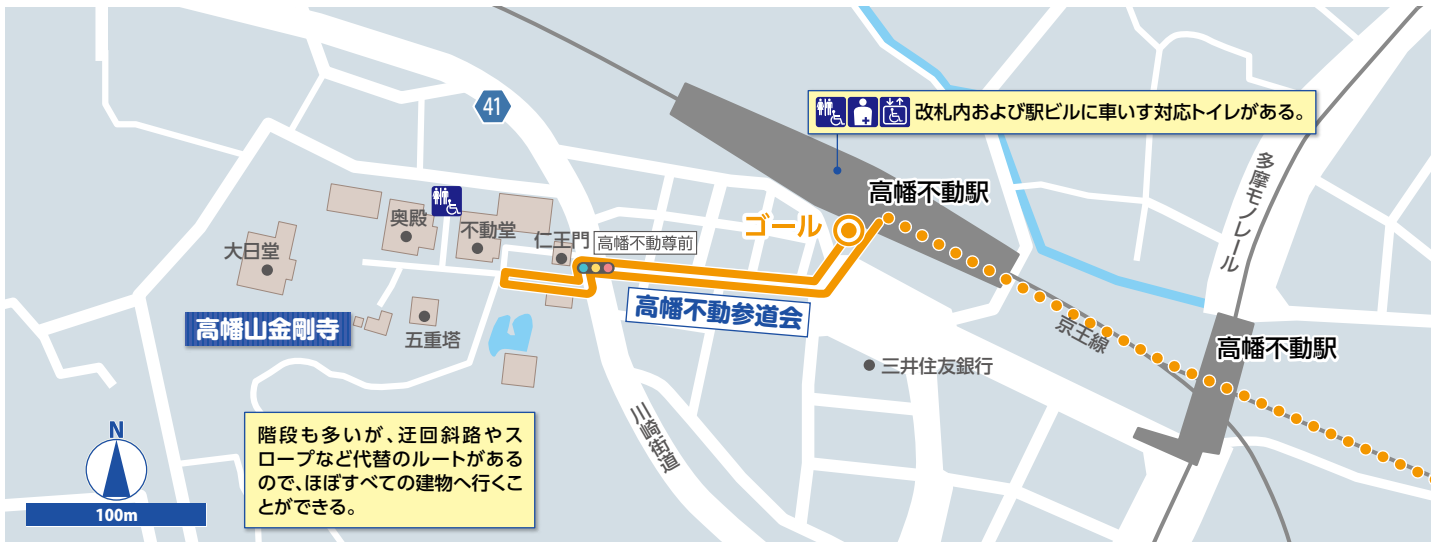 41
改札内および駅ビルに車いす対応トイレがある。
多摩モノレール
高幡不動駅
ゴール
奥殿
不動堂
仁王門
高幡不動尊前
大日堂
高幡不動参道会
高幡山金剛寺
五重塔
京王線
高幡不動駅
三井住友銀行
川崎街道
階段も多いが、迂回斜路やス
ロープなど代替のルートがある
ので、ほぼすべての建物へ行くこ
とができる。
N
100m